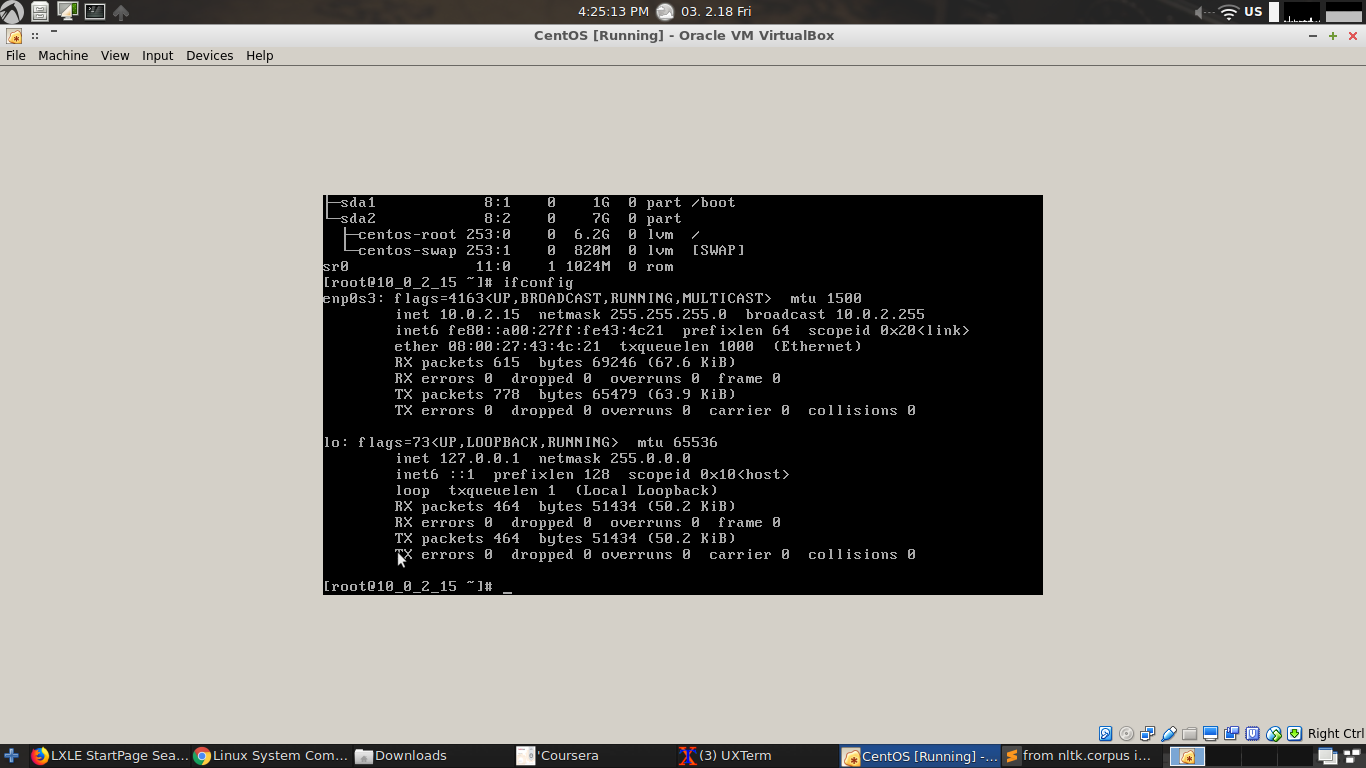 4:25:13 PM 03. 2.18 Fri US
CentOS [Running] - Oracle VM VirtualBox
File Machine View Input Devices Help
├─sda1 8:1 0 1G 0 part /boot
└─sda2 8:2 0 7G 0 part
├─centos-root 253:0 0 6.2G 0 lvm /
└─centos-swap 253:1 0 820M 0 lvm [SWAP]
sr0 11:0 1 1024M 0 rom
[root@10_0_2_15 ~]# ifconfig
enp0s3: flags=4163<UP,BROADCAST,RUNNING,MULTICAST> mtu 1500
inet 10.0.2.15 netmask 255.255.255.0 broadcast 10.0.2.255
inet6 fe80::a00:27ff:fe43:4c21 prefixlen 64 scopeid 0x20<link>
ether 08:00:27:43:4c:21 txqueuelen 1000 (Ethernet)
RX packets 615 bytes 69246 (67.6 KiB)
RX errors 0 dropped 0 overruns 0 frame 0
TX packets 778 bytes 65479 (63.9 KiB)
TX errors 0 dropped 0 overruns 0 carrier 0 collisions 0
lo: flags=73<UP,LOOPBACK,RUNNING> mtu 65536
inet 127.0.0.1 netmask 255.0.0.0
inet6 ::1 prefixlen 128 scopeid 0x10<host>
loop txqueuelen 1 (Local Loopback)
RX packets 464 bytes 51434 (50.2 KiB)
RX errors 0 dropped 0 overruns 0 frame 0
TX packets 464 bytes 51434 (50.2 KiB)
TX errors 0 dropped 0 overruns 0 carrier 0 collisions 0
[root@10_0_2_15 ~]# _
Right Ctrl
LXLE StartPage Sea... Linux System Com... Downloads 'Coursera (3) UXTerm CentOS [Running] -... from nltk.corpus i...